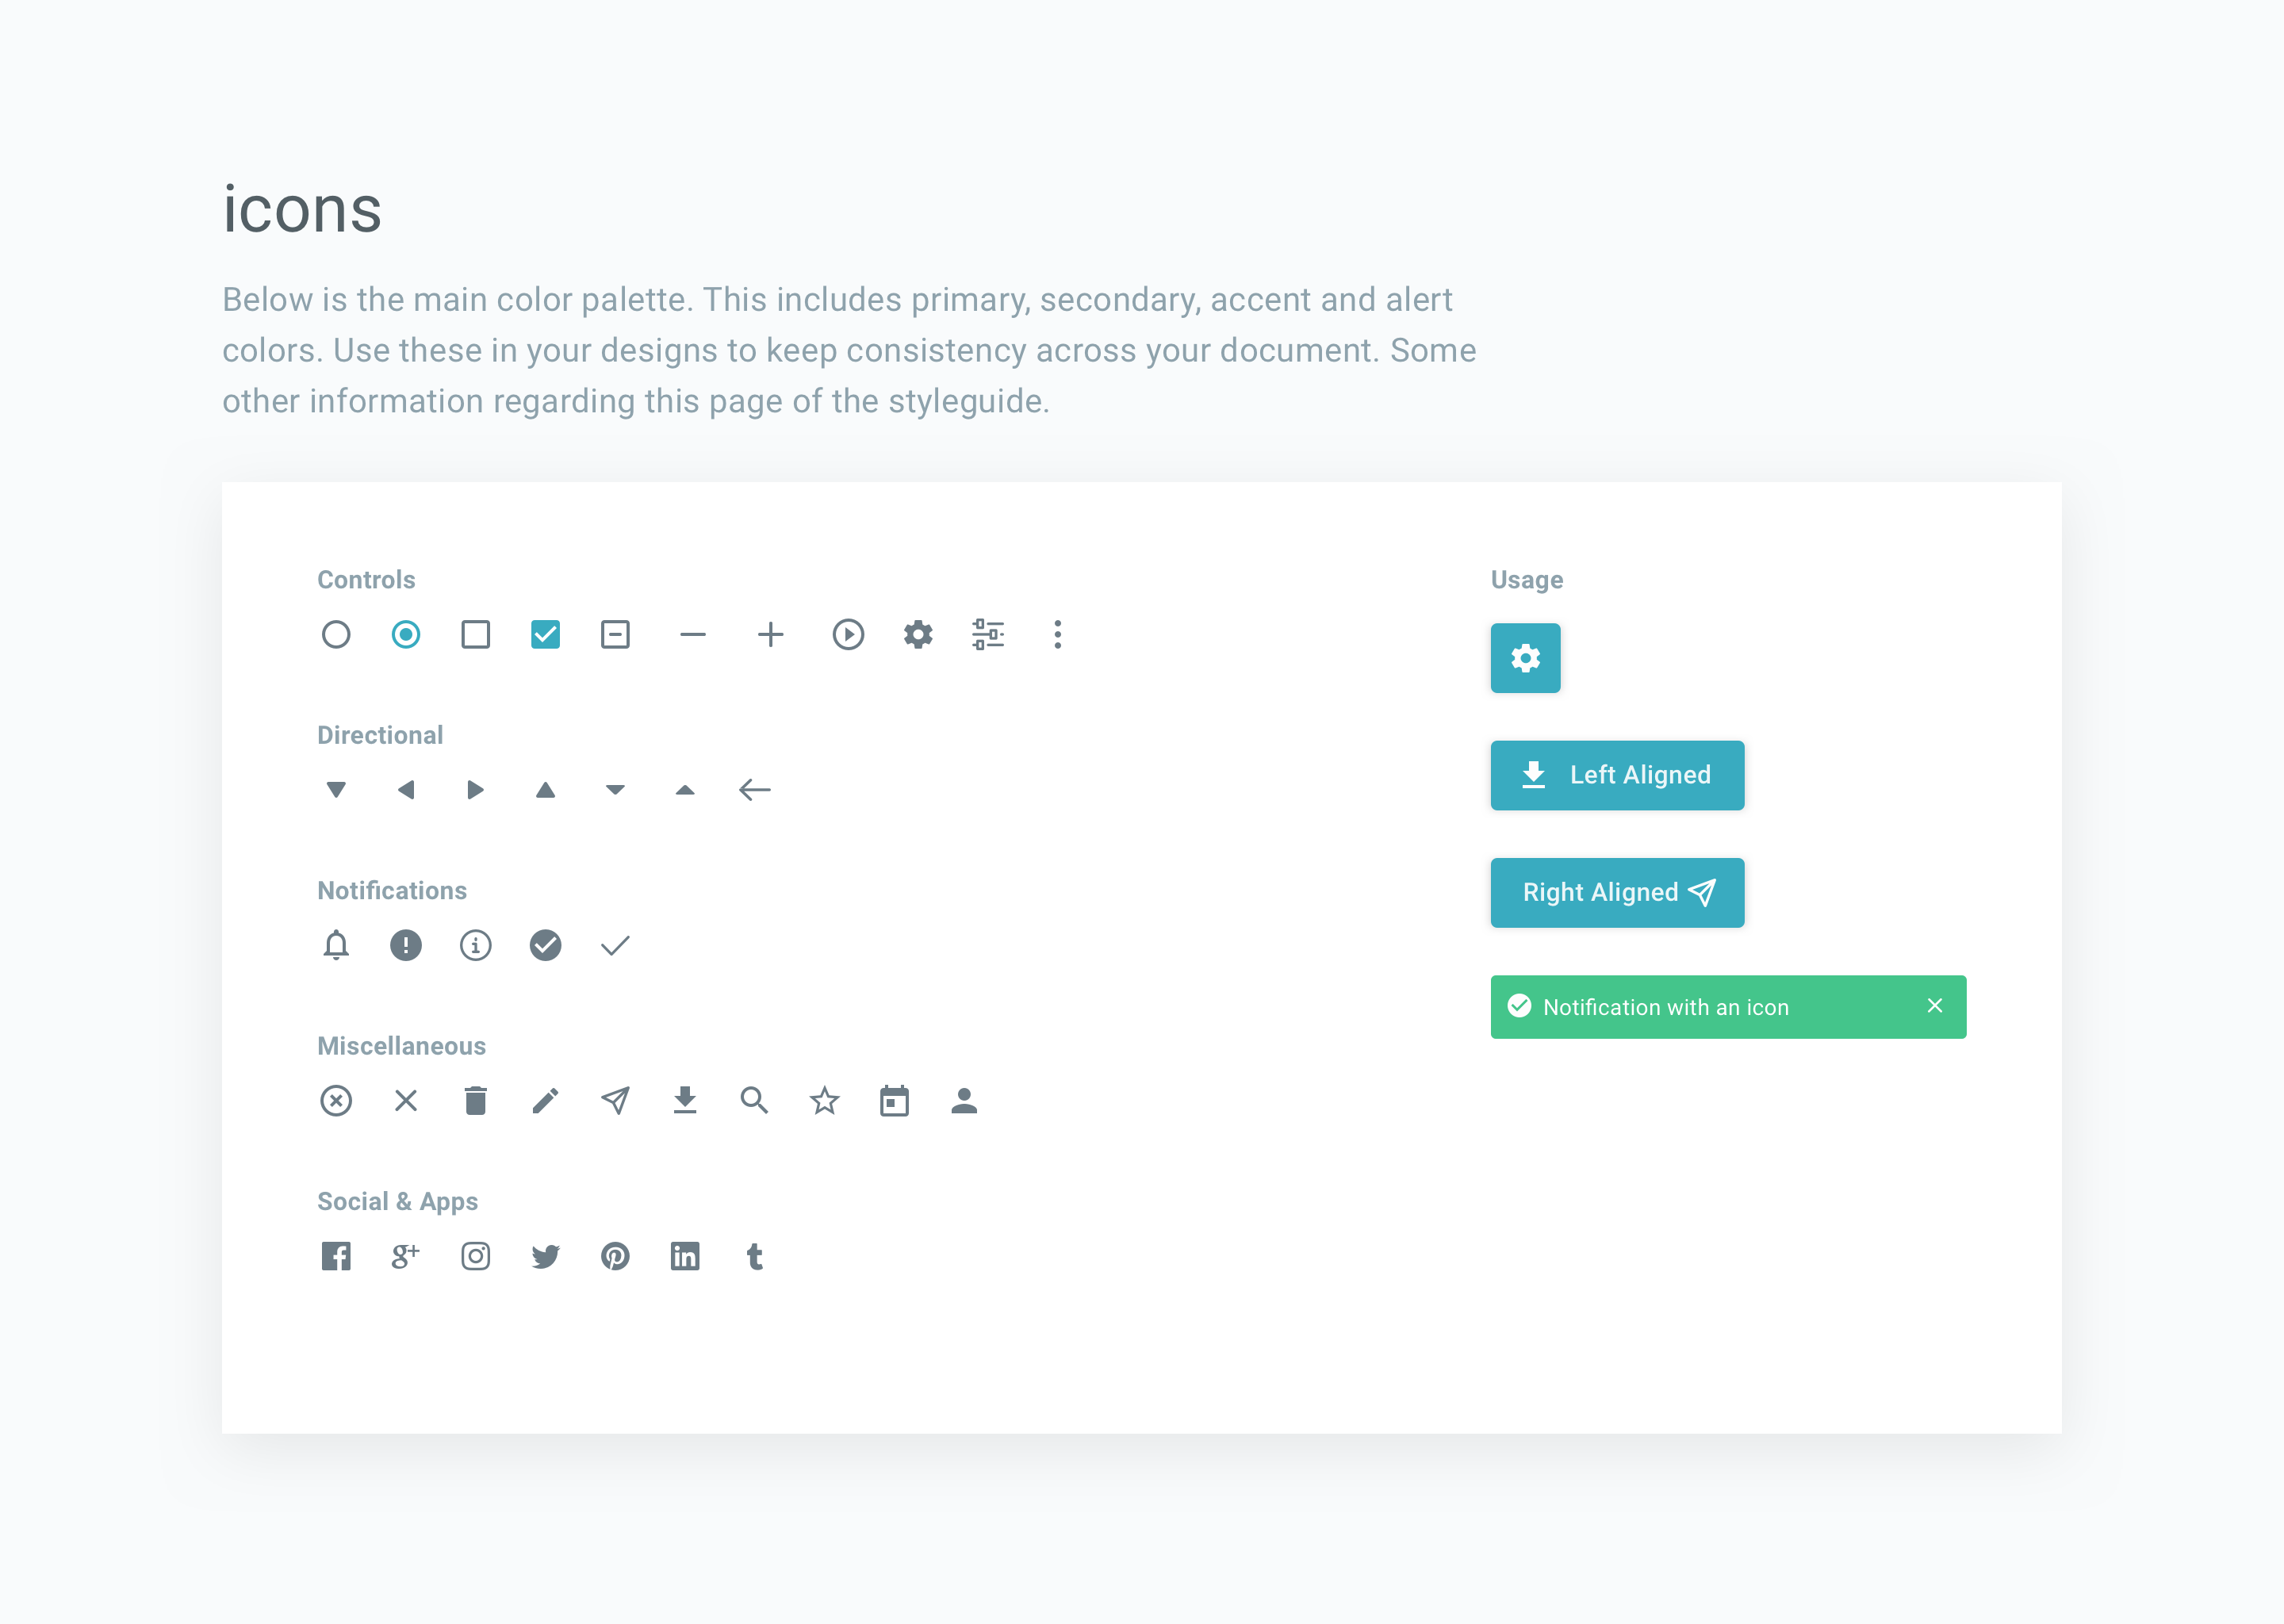 icons
Below is the main color palette. This includes primary, secondary, accent and alert
colors. Use these in your designs to keep consistency across your document. Some
other information regarding this page of the styleguide.
Controls
Directional
Notifications
Miscellaneous
Social & Apps
Usage
Left Aligned
Right Aligned
Notification with an icon